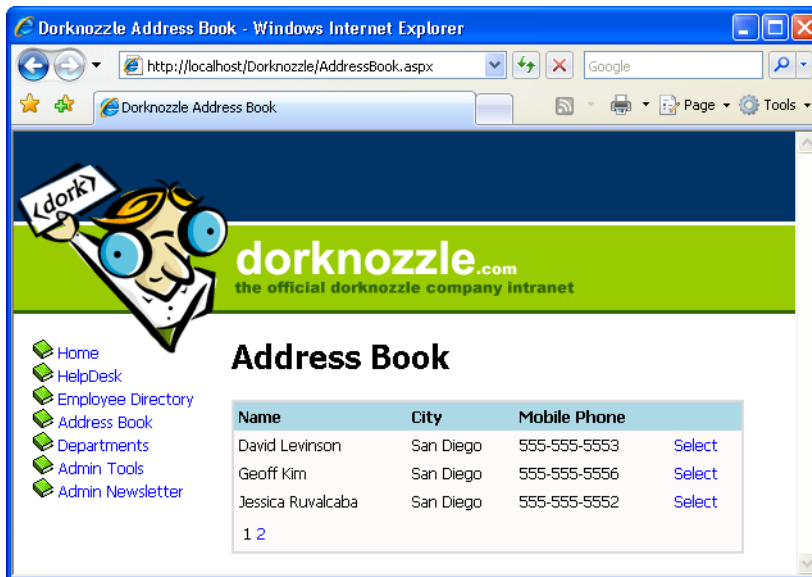 Dorknozzle Address Book - Windows Internet Explorer
http://localhost/Dorknozzle/AddressBook.aspx
Google
Dorknozzle Address Book
Page
Tools
<dork>
dorknozzle.com
the official dorknozzle company intranet
Home
HelpDesk
Employee Directory
Address Book
Departments
Admin Tools
Admin Newsletter
Address Book
Name City Mobile Phone
David Levinson San Diego 555-555-5553 Select
Geoff Kim San Diego 555-555-5556 Select
Jessica Ruvalcaba San Diego 555-555-5552 Select
1 2